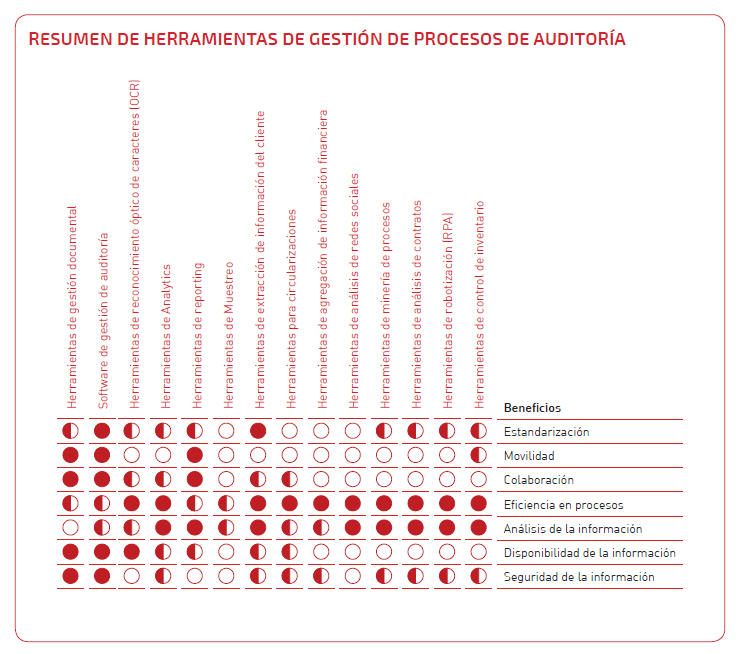 RESUMEN DE HERRAMIENTAS DE GESTIÓN DE PROCESOS DE AUDITORÍA
Herramientas de gestión documental
Software de gestión de auditoría
Herramientas de reconocimiento óptico de caracteres (OCR)
Herramientas de Analytics
Herramientas de reporting
Herramientas de Muestreo
Herramientas de extracción de información del cliente
Herramientas para circularizaciones
Herramientas de agregación de información financiera
Herramientas de análisis de redes sociales
Herramientas de minería de procesos
Herramientas de análisis de contratos
Herramientas de robotización (RPA)
Herramientas de control de inventario
Beneficios
Estandarización
Movilidad
Colaboración
Eficiencia en procesos
Análisis de la información
Disponibilidad de la información
Seguridad de la información